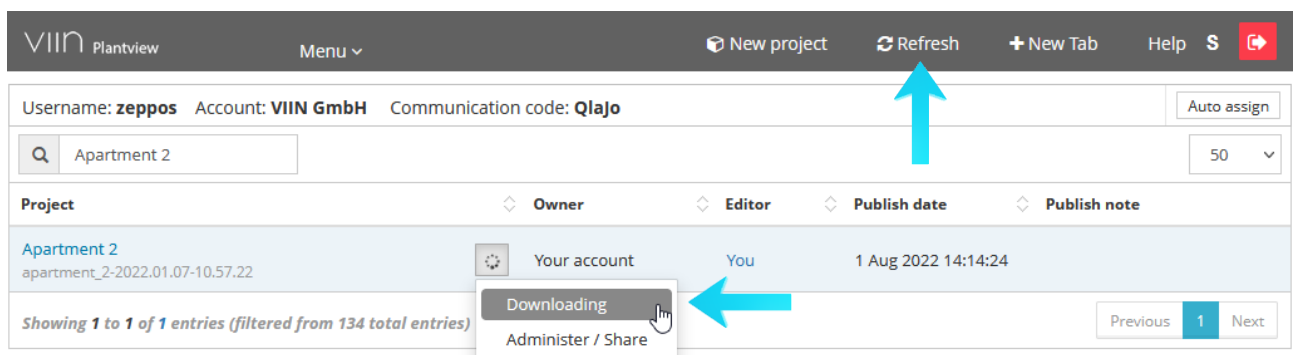 VIIN Plantview Menu New project Refresh New Tab Help S
Username: zeppos Account: VIIN GmbH Communication code: QlaJo Auto assign
Apartment 2 50
Project Owner Editor Publish date Publish note
Apartment 2
apartment_2-2022.01.07-10.57.22
Your account You 1 Aug 2022 14:14:24
Downloading
Showing 1 to 1 of 1 entries (filtered from 134 total entries) Previous 1 Next
Administer / Share